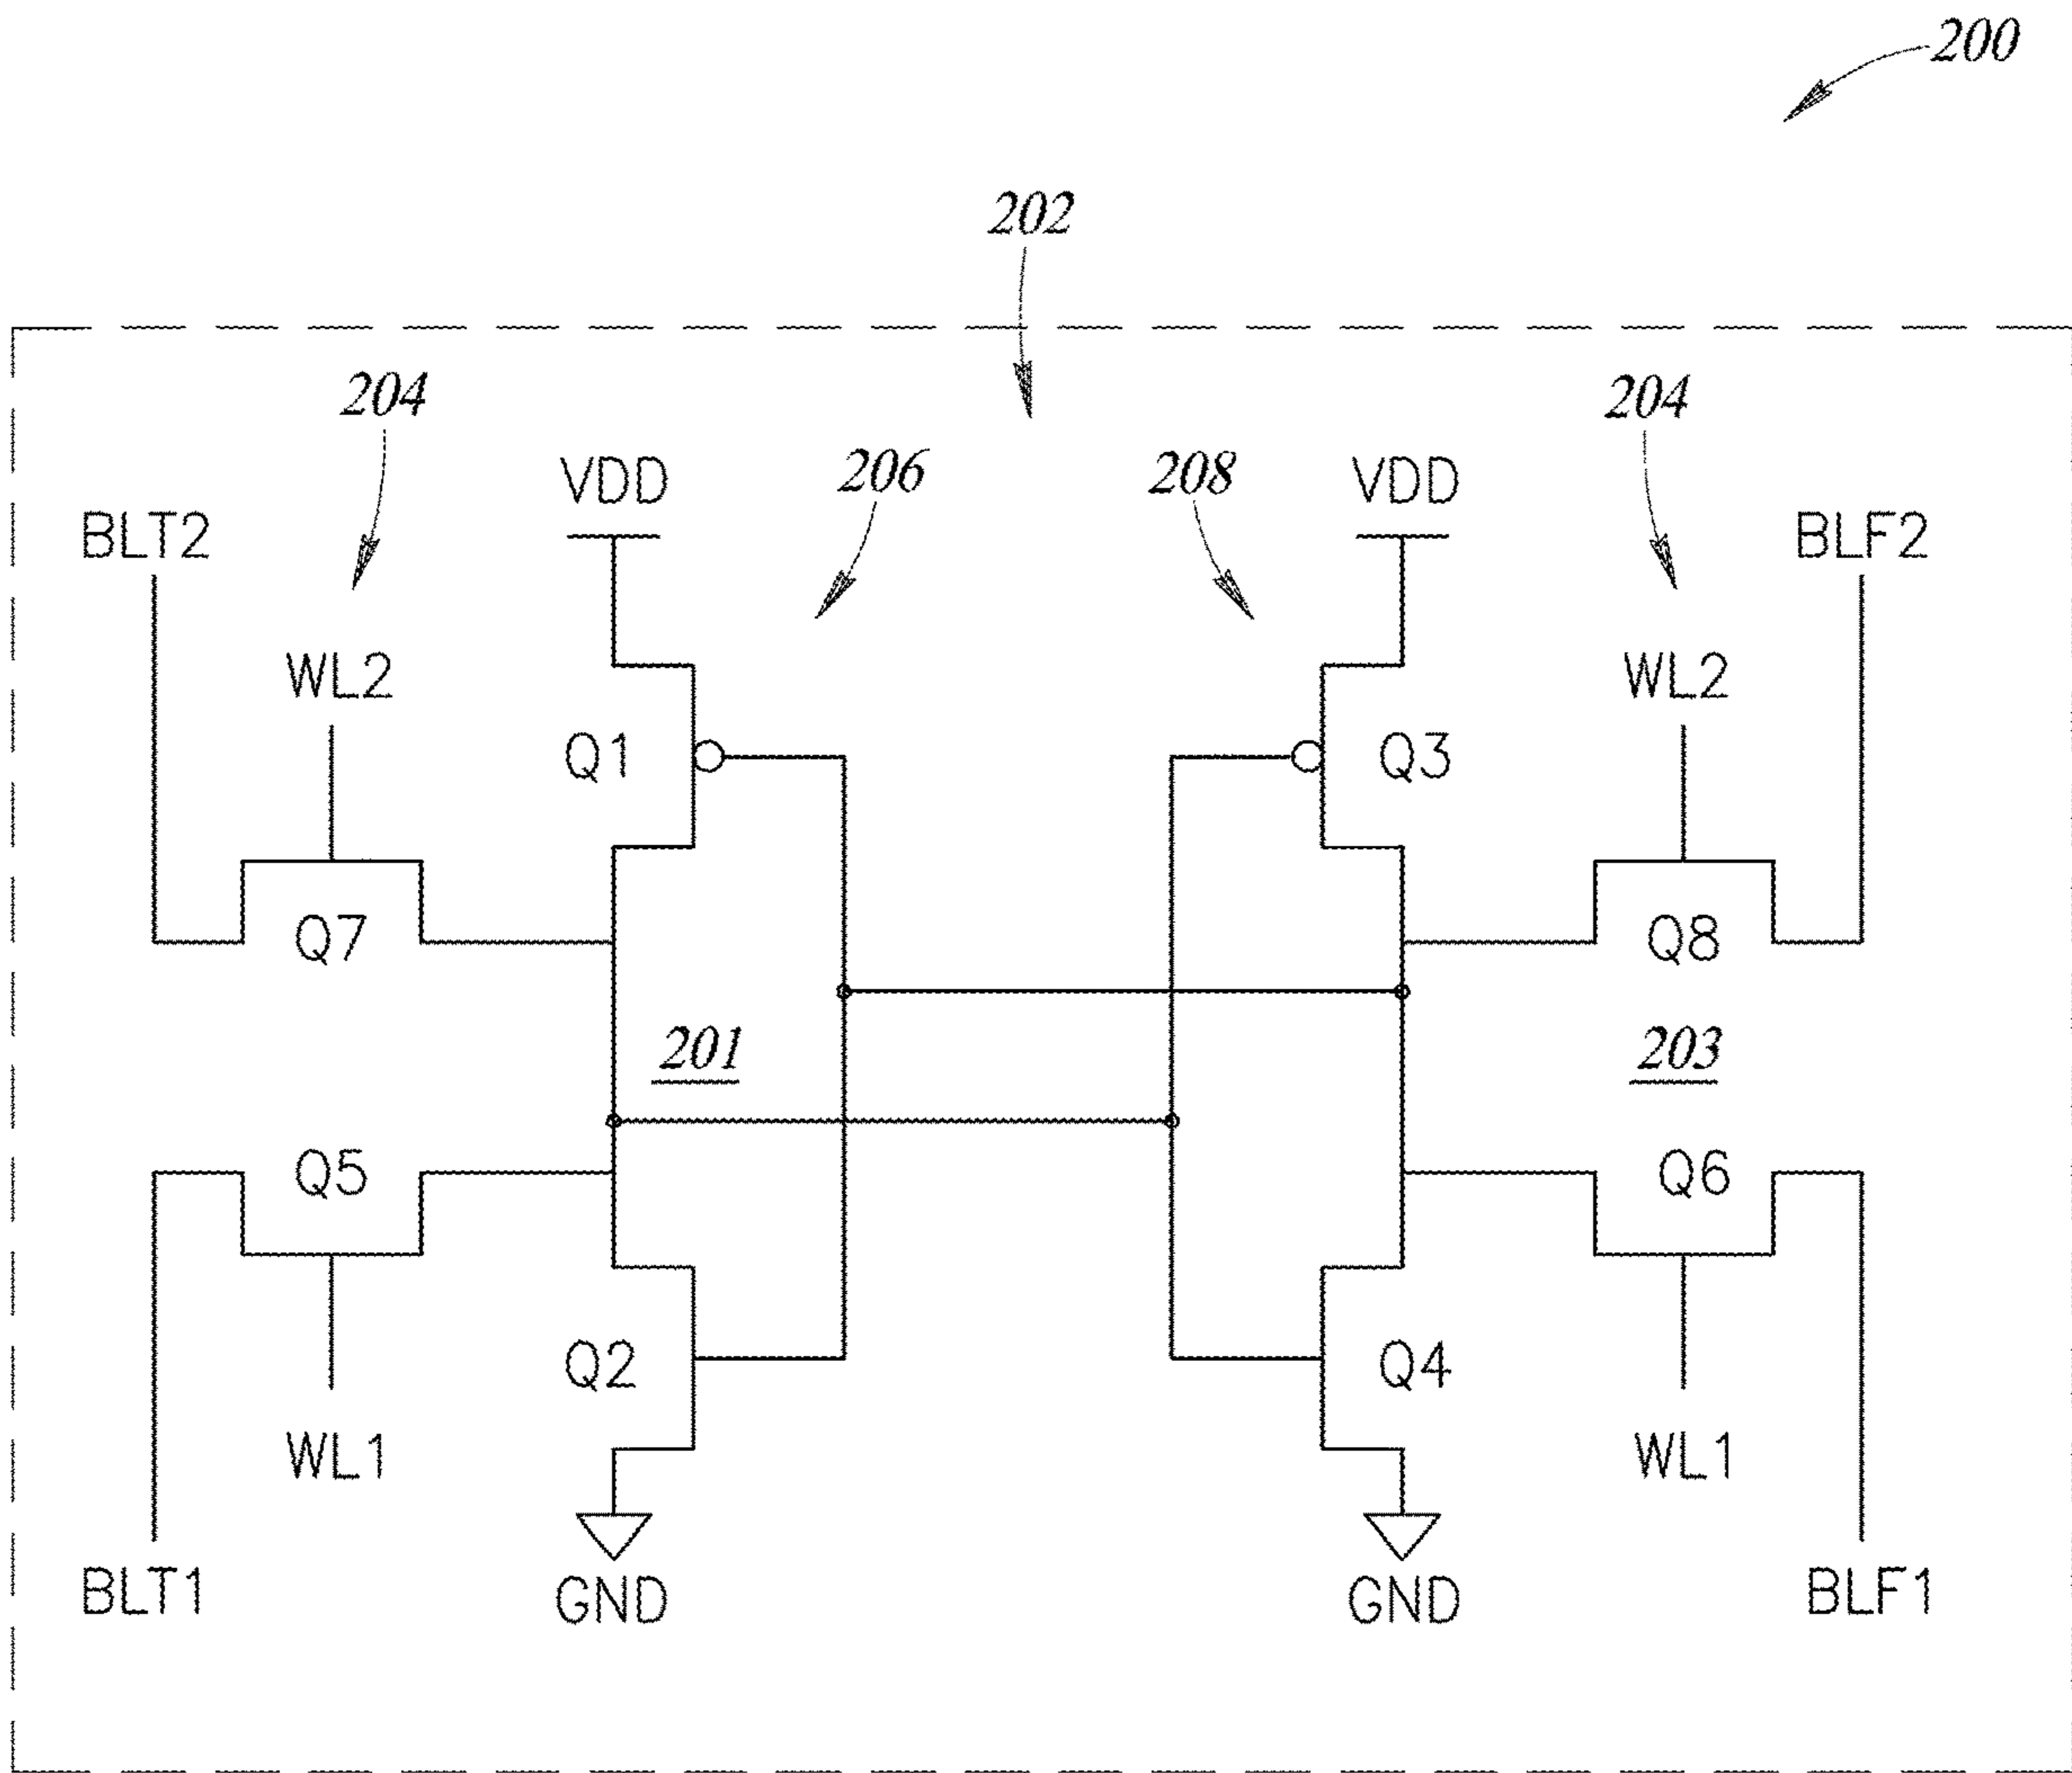 200
202
204
204
206
208
VDD
VDD
BLT2
BLF2
WL2
WL2
Q1
Q3
Q7
Q8
201
203
Q5
Q6
Q2
Q4
WL1
WL1
BLT1
GND
GND
BLF1